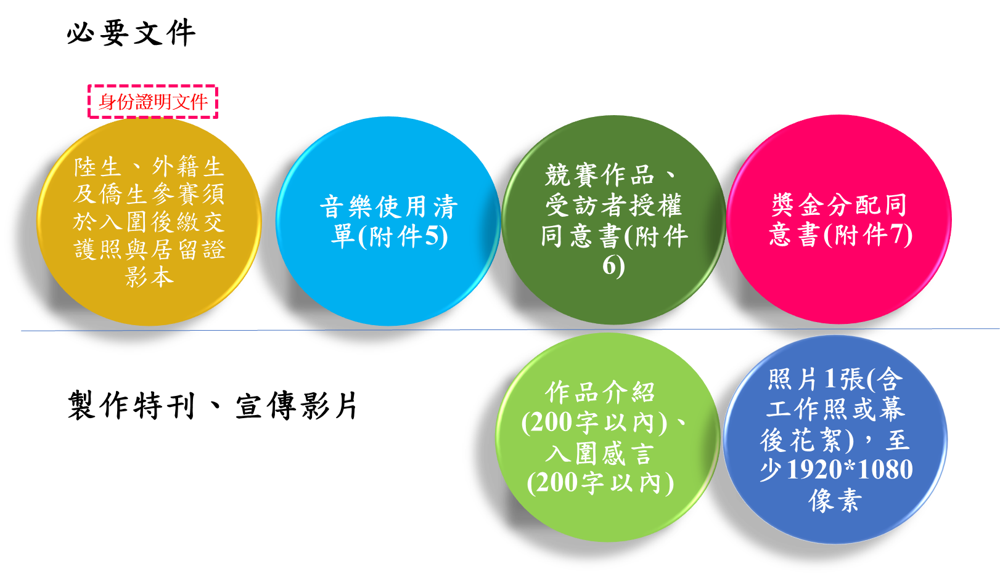 必要文件
身份證明文件
陸生、外籍生
及僑生參賽須
於入圍後繳交
護照與居留證
影本
音樂使用清
單(附件5)
競賽作品、
受訪者授權
同意書(附件
6)
獎金分配同
意書(附件7)
製作特刊、宣傳影片
作品介紹
(200字以內)、
入圍感言
(200字以內)
照片1張(含
工作照或幕
後花絮)，至
少1920*1080
像素